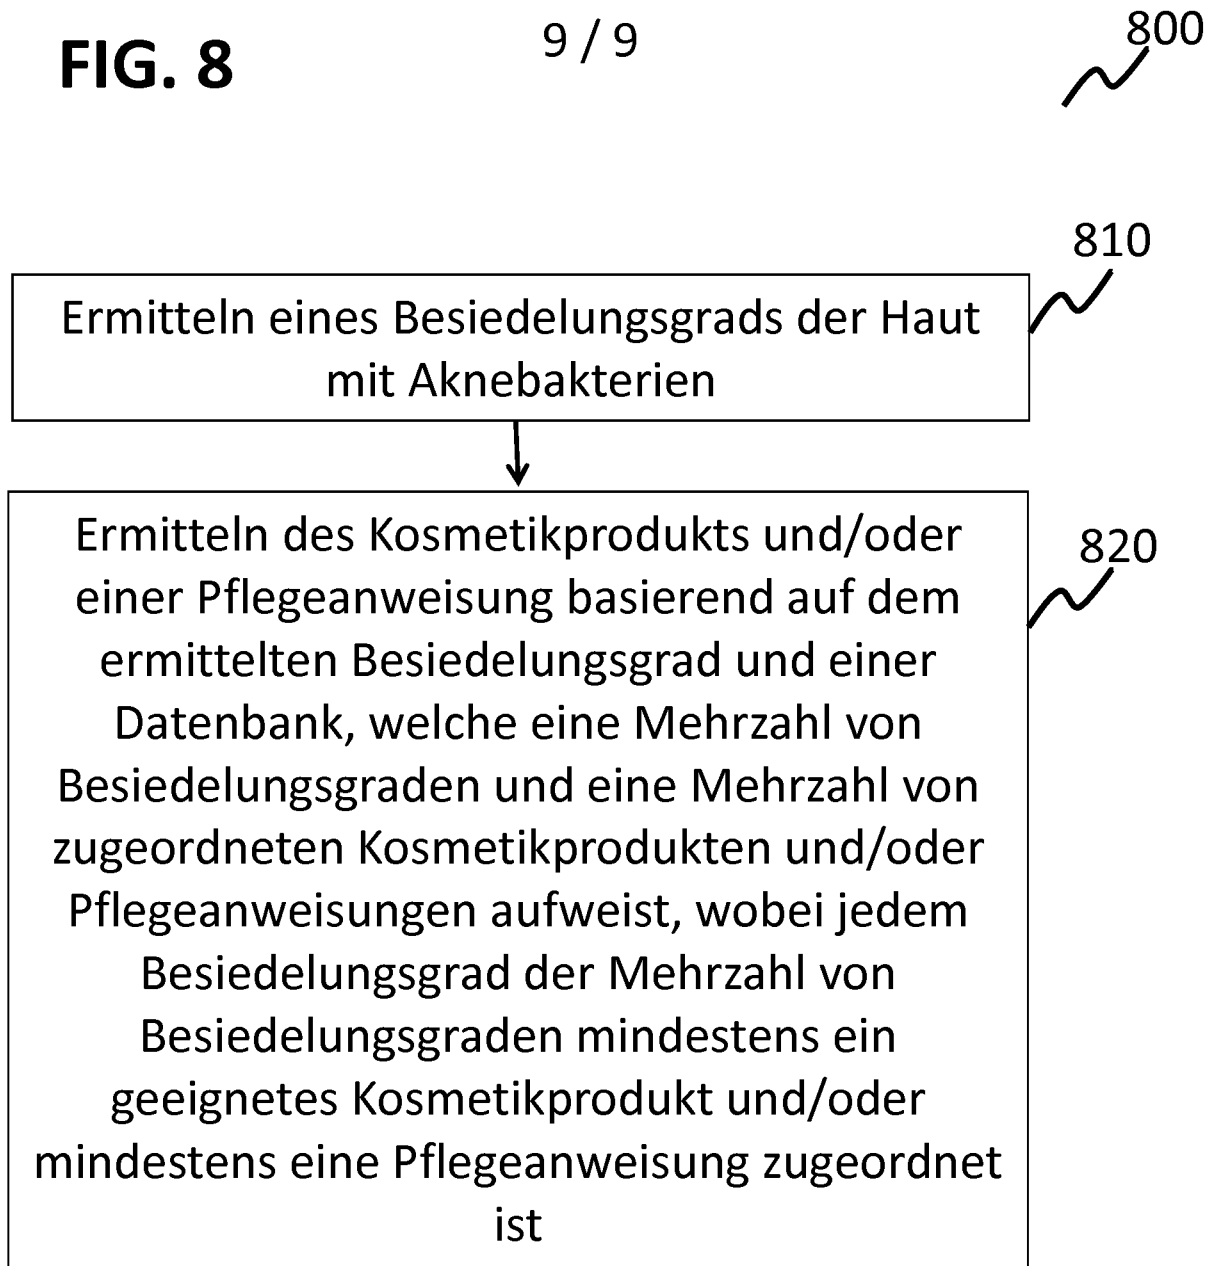 FIG. 8
9 / 9
800
810
Ermitteln eines Besiedelungsgrads der Haut
mit Aknebakterien
820
Ermitteln des Kosmetikprodukts und/oder
einer Pflegeanweisung basierend auf dem
ermittelten Besiedelungsgrad und einer
Datenbank, welche eine Mehrzahl von
Besiedelungsgraden und eine Mehrzahl von
zugeordneten Kosmetikprodukten und/oder
Pflegeanweisungen aufweist, wobei jedem
Besiedelungsgrad der Mehrzahl von
Besiedelungsgraden mindestens ein
geeignetes Kosmetikprodukt und/oder
mindestens eine Pflegeanweisung zugeordnet
ist